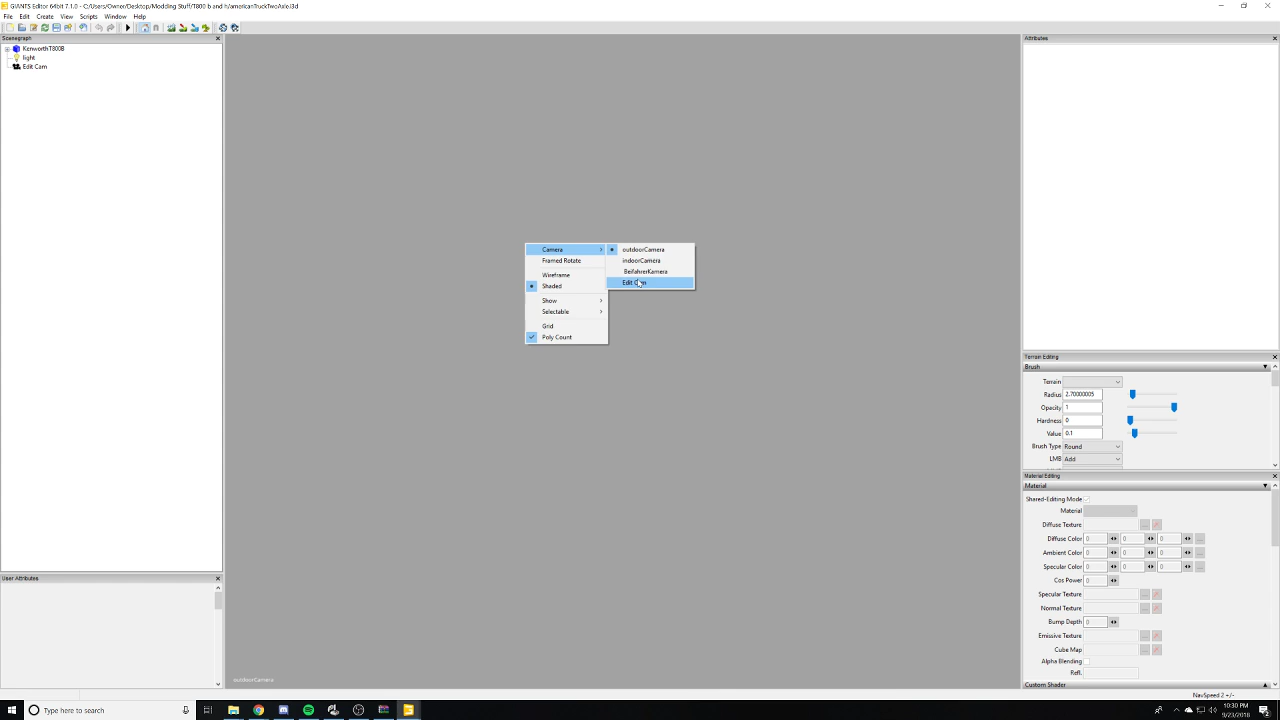 GIANTS Editor 64bit 7.1.0 - C:/Users/Owner/Desktop/Modding Stuff/T800 b and h/americanTruckTwoAxle.i3d
File Edit Create View Scripts Window Help
Scenegraph
KenworthT800B
light
Edit Cam
User Attributes
Camera
Framed Rotate
Wireframe
Shaded
Show
Selectable
Grid
Poly Count
outdoorCamera
indoorCamera
BeifahrerKamera
Edit Cam
outdoorCamera
Attributes
Terrain Editing
Brush
Terrain
Radius 2.70000005
Opacity 1
Hardness 0
Value 0.1
Brush Type Round
LMB Add
Material Editing
Material
Shared-Editing Mode
Material
Diffuse Texture
Diffuse Color 0 0 0
Ambient Color 0 0 0
Specular Color 0 0 0
Cos Power 0
Specular Texture
Normal Texture
Bump Depth 0
Emissive Texture
Cube Map
Alpha Blending
Refl.
Custom Shader
NavSpeed 2 +/-
Type here to search
10:30 PM
9/23/2018